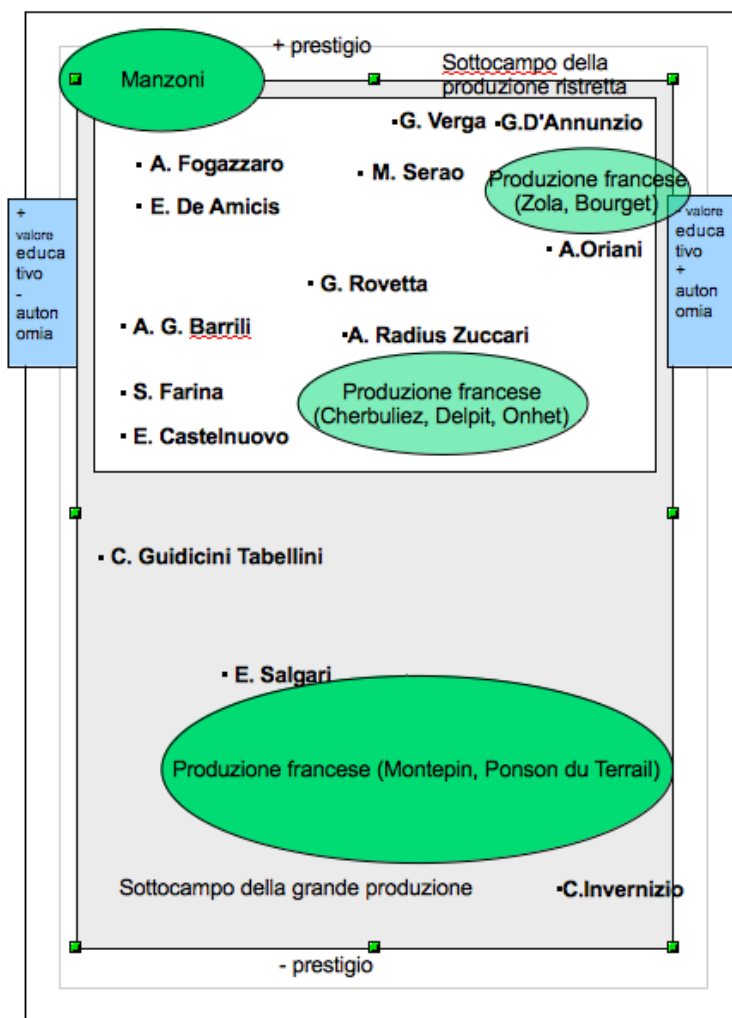 + prestigio
Manzoni
Sottocampo della
produzione ristretta
G. Verga
G.D'Annunzio
A. Fogazzaro
M. Serao
Produzione francese
(Zola, Bourget)
E. De Amicis
+
valore
educa
tivo
-
auton
omia
- valore
educa
tivo
+
auton
omia
A.Oriani
G. Rovetta
A. G. Barrili
A. Radius Zuccari
S. Farina
Produzione francese
(Cherbuliez, Delpit, Onhet)
E. Castelnuovo
C. Guidicini Tabellini
E. Salgari
Produzione francese (Montepin, Ponson du Terrail)
Sottocampo della grande produzione
C.Invernizio
- prestigio